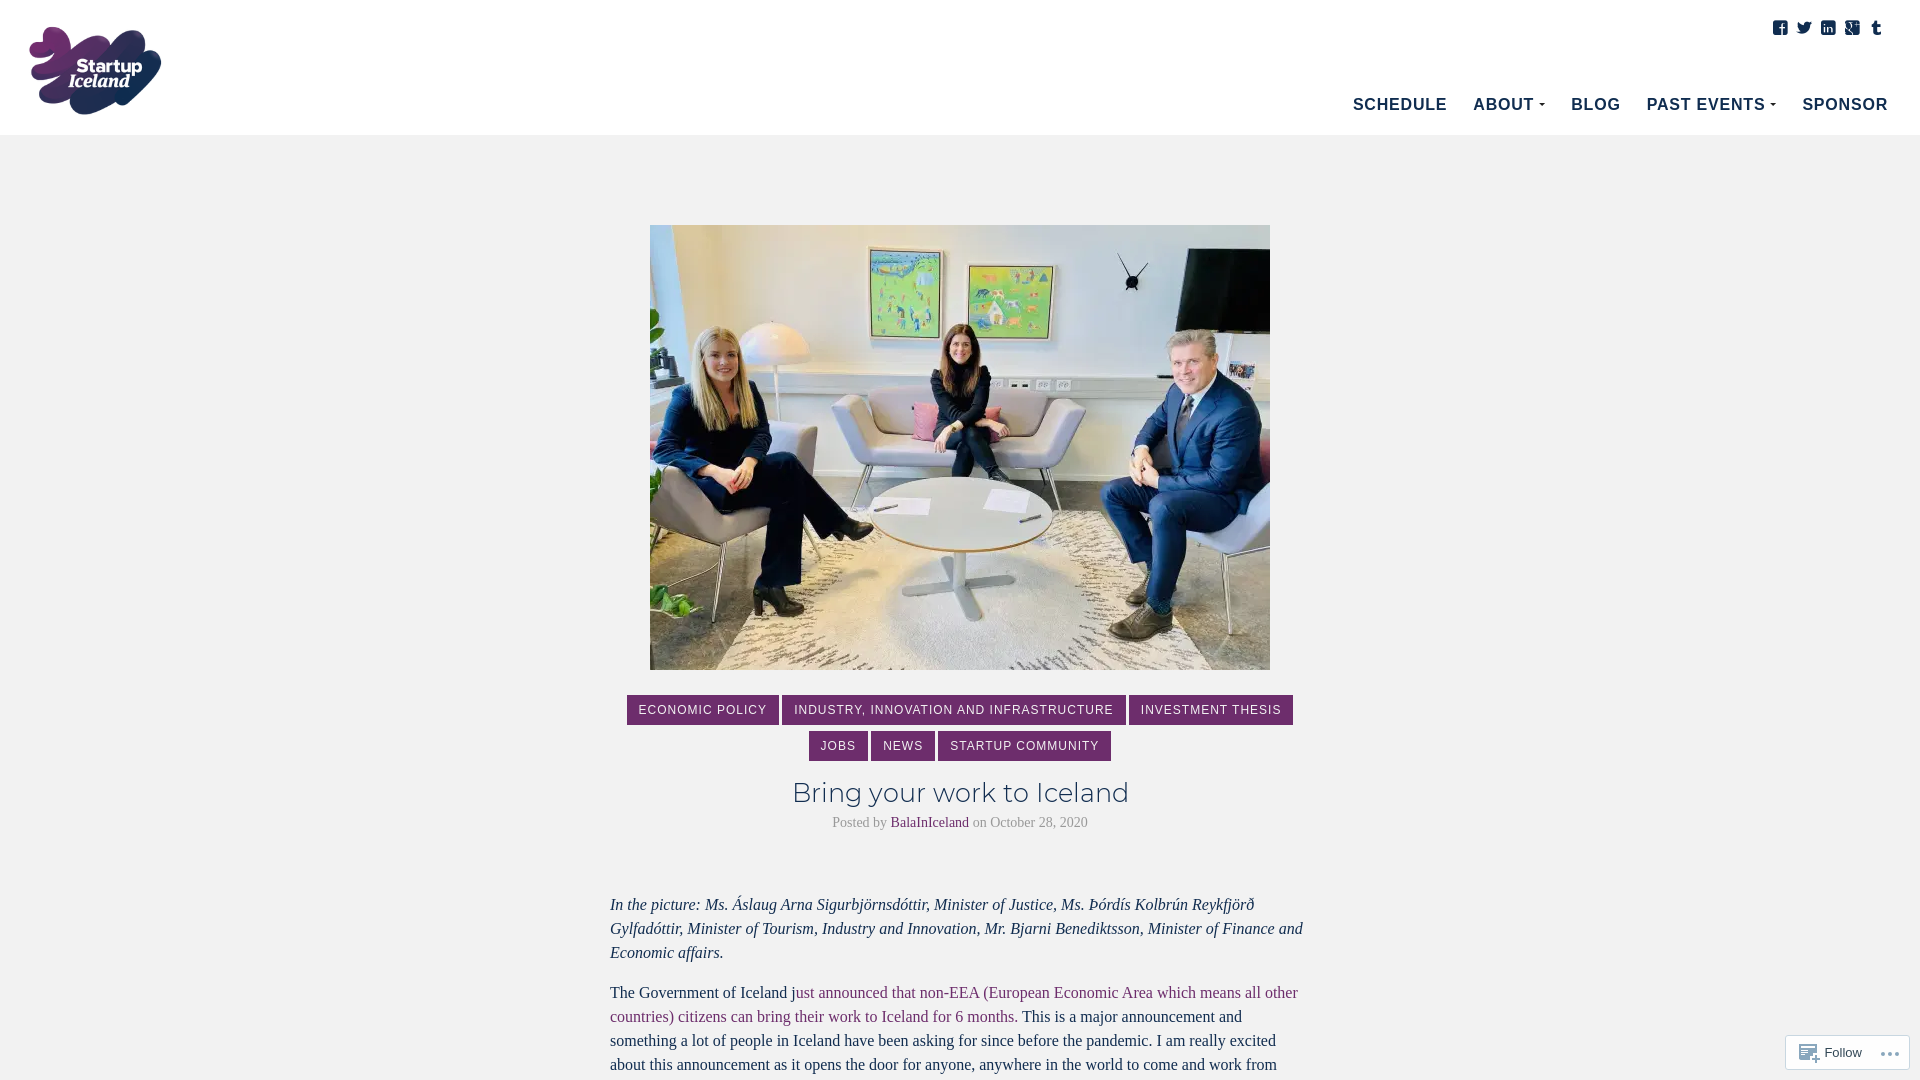 Startup
Iceland
SCHEDULE
ABOUT
BLOG
PAST EVENTS
SPONSOR
ECONOMIC POLICY
INDUSTRY, INNOVATION AND INFRASTRUCTURE
INVESTMENT THESIS
JOBS
NEWS
STARTUP COMMUNITY
Bring your work to Iceland
Posted by BalaInIceland on October 28, 2020
In the picture: Ms. Áslaug Arna Sigurbjörnsdóttir, Minister of Justice, Ms. Þórdís Kolbrún Reykfjörð
Gylfadóttir, Minister of Tourism, Industry and Innovation, Mr. Bjarni Benediktsson, Minister of Finance and
Economic affairs.
The Government of Iceland just announced that non-EEA (European Economic Area which means all other
countries) citizens can bring their work to Iceland for 6 months. This is a major announcement and
something a lot of people in Iceland have been asking for since before the pandemic. I am really excited
about this announcement as it opens the door for anyone, anywhere in the world to come and work from
Follow